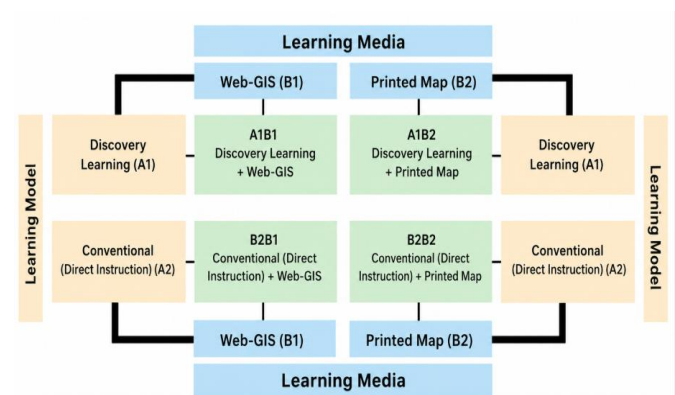 Learning Media
Web-GIS (B1)
Printed Map (B2)
Learning Model
Discovery
Learning (A1)
A1B1
Discovery Learning
+ Web-GIS
A1B2
Discovery Learning
+ Printed Map
Discovery
Learning (A1)
Learning Model
Conventional
(Direct Instruction) (A2)
B2B1
Conventional (Direct
Instruction) + Web-GIS
B2B2
Conventional (Direct
Instruction) + Printed Map
Conventional
(Direct Instruction) (A2)
Web-GIS (B1)
Printed Map (B2)
Learning Media